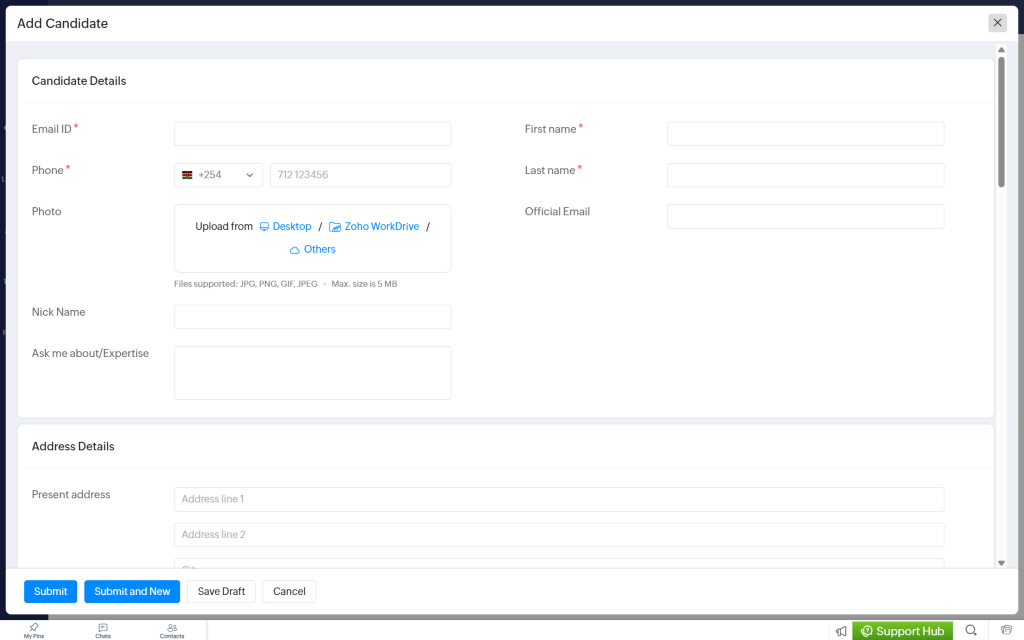 Add Candidate
Candidate Details
Email ID *
First name *
Phone *
+254
712 123456
Last name *
Photo
Upload from Desktop / Zoho WorkDrive /
Others
Official Email
Files supported: JPG, PNG, GIF, JPEG • Max. size is 5 MB
Nick Name
Ask me about/Expertise
Address Details
Present address
Address line 1
Address line 2
Submit
Submit and New
Save Draft
Cancel
My Pins
Chats
Contacts
Support Hub